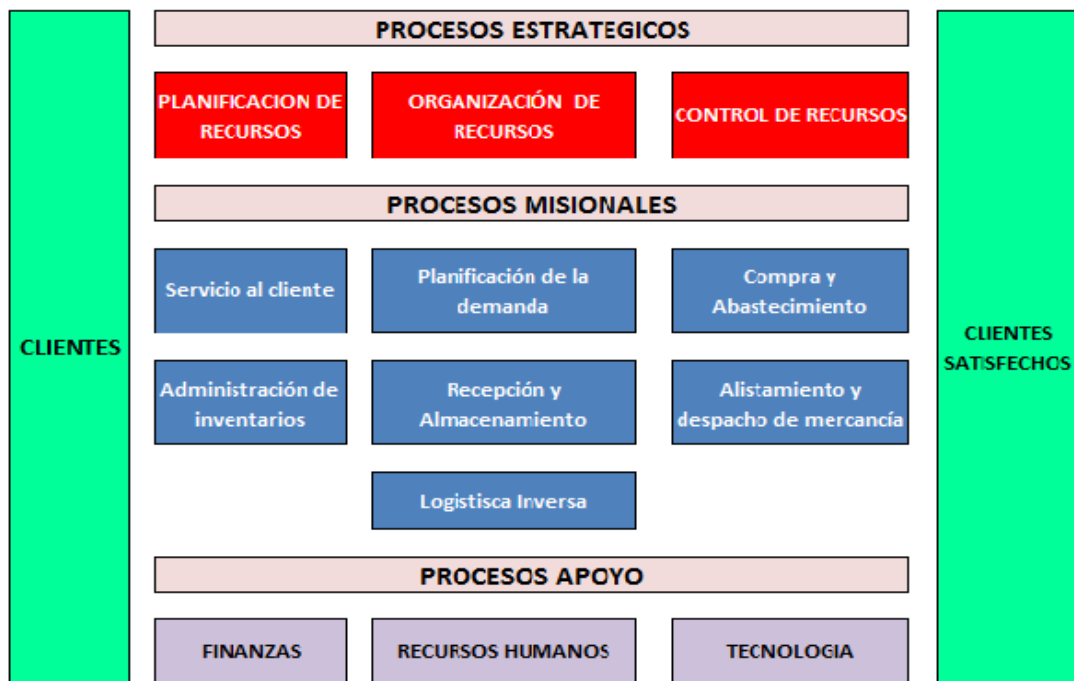 PROCESOS ESTRATEGICOS
PLANIFICACION DE
RECURSOS
ORGANIZACIÓN DE
RECURSOS
CONTROL DE RECURSOS
PROCESOS MISIONALES
Servicio al cliente
Planificación de la
demanda
Compra y
Abastecimiento
CLIENTES
CLIENTES
SATISFECHOS
Administración de
inventarios
Recepción y
Almacenamiento
Alistamiento y
despacho de mercancía
Logistisca Inversa
PROCESOS APOYO
FINANZAS
RECURSOS HUMANOS
TECNOLOGIA